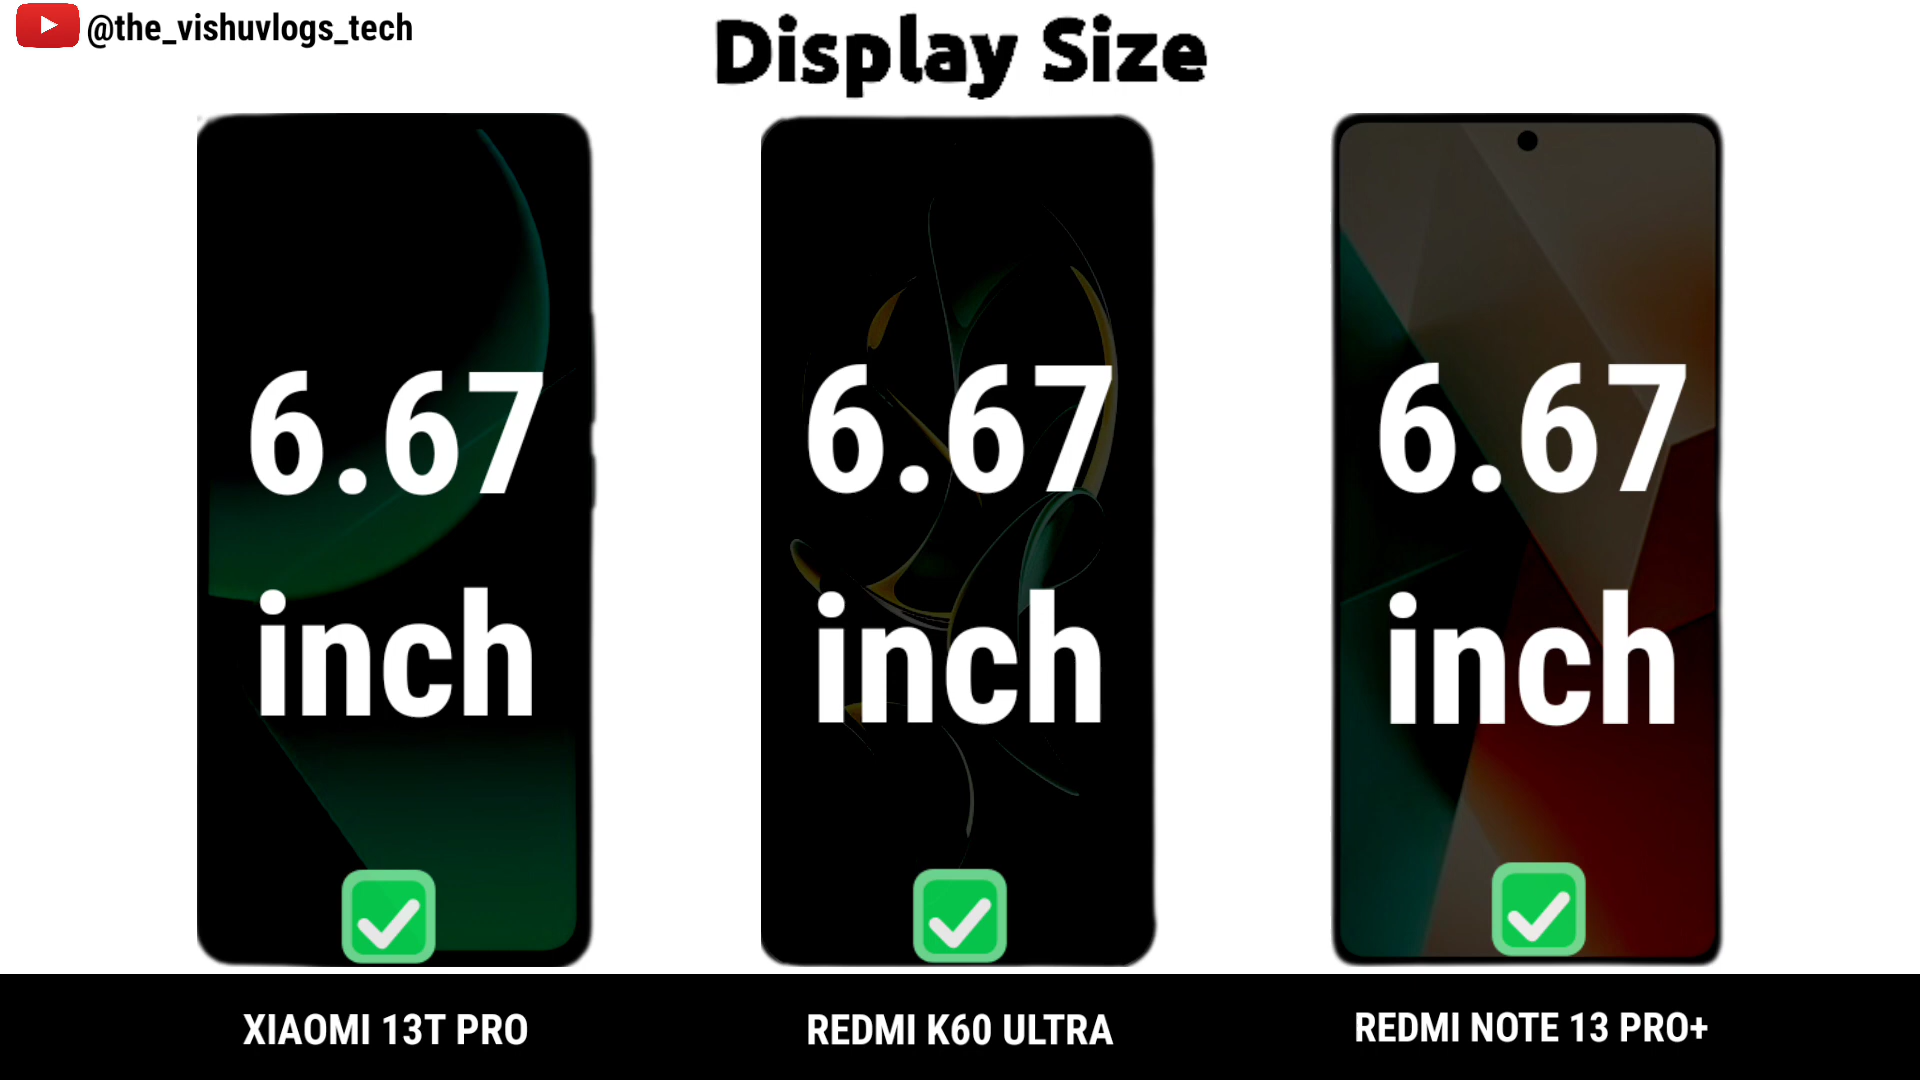 @the_vishuvlogs_tech
Display Size
6.67
inch
6.67
inch
6.67
inch
XIAOMI 13T PRO
REDMI K60 ULTRA
REDMI NOTE 13 PRO+